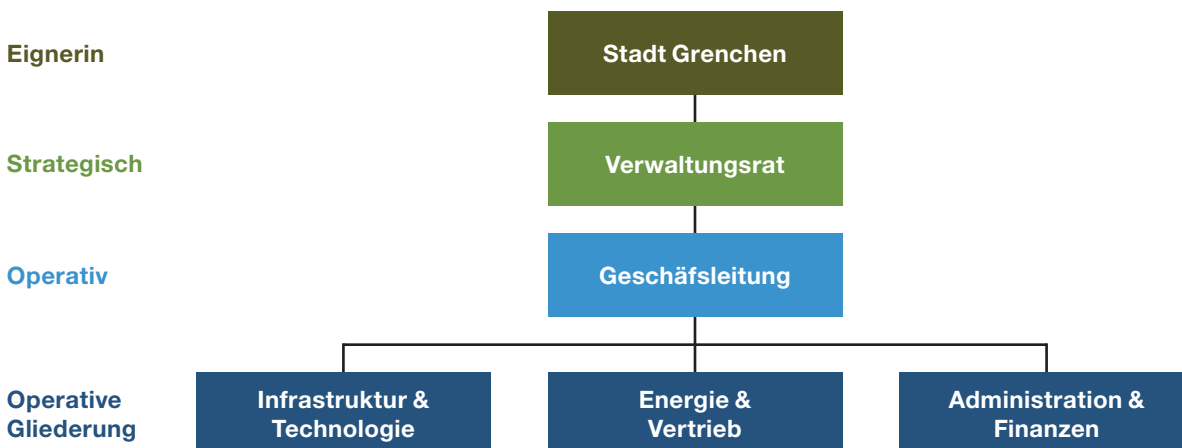 Eignerin
Stadt Grenchen
Strategisch
Verwaltungsrat
Operativ
Geschäfsleitung
Operative
Gliederung
Infrastruktur &
Technologie
Energie &
Vertrieb
Administration &
Finanzen